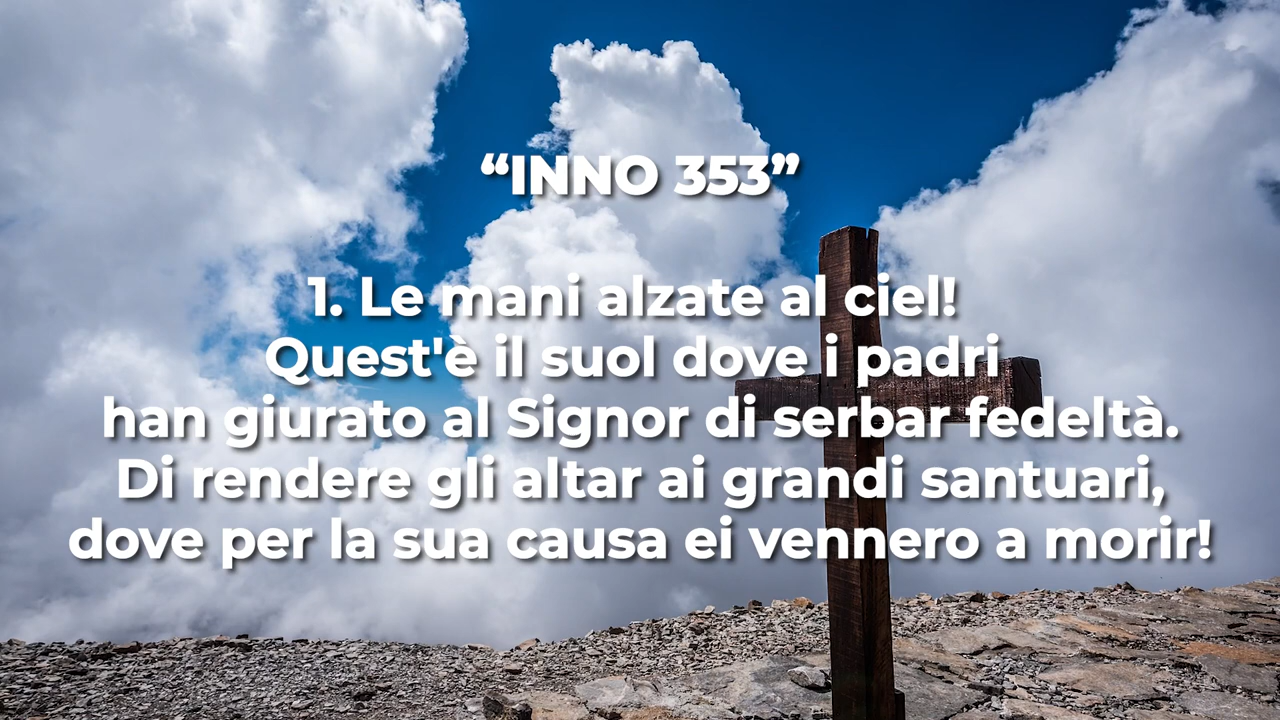 “INNO 353”
1. Le mani alzate al ciel!
Quest'è il suol dove i padri
han giurato al Signor di serbar fedeltà.
Di rendere gli altar ai grandi santuari,
dove per la sua causa ei vennero a morir!